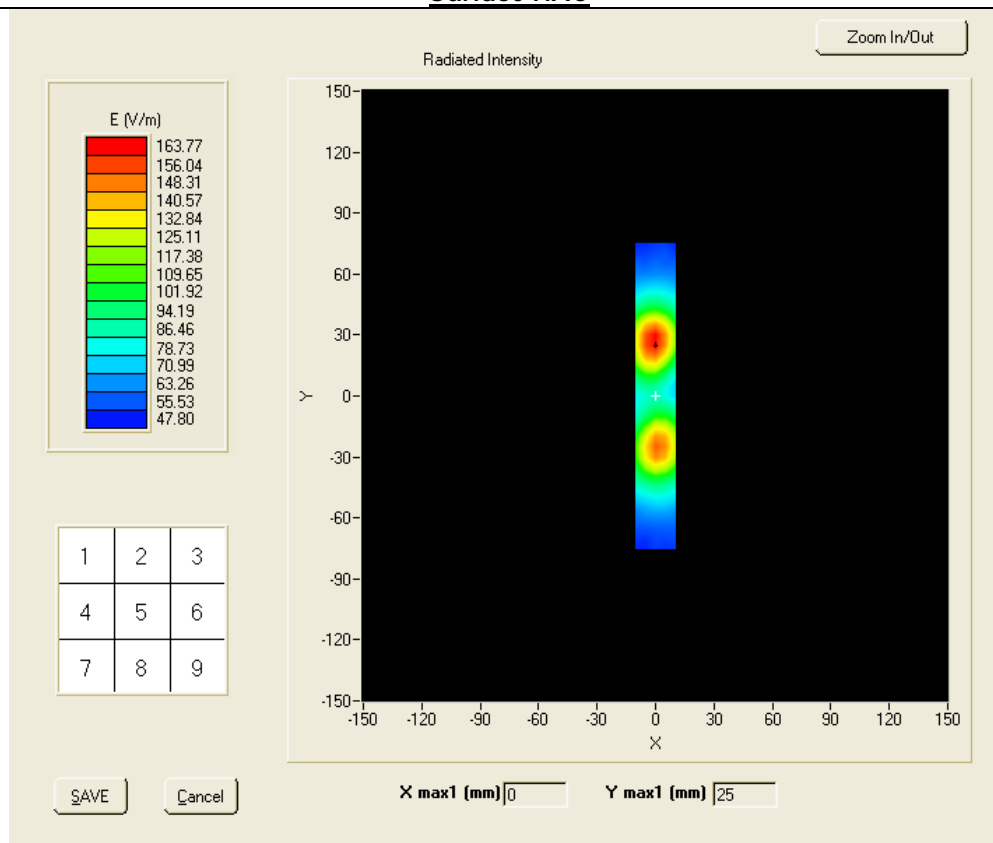 Zoom In/Out
Radiated Intensity
E (V/m)
163.77
156.04
148.31
140.57
132.84
125.11
117.38
109.65
101.92
94.19
86.46
78.73
70.99
63.26
55.53
47.80
150
120
90
60
30
0
-30
-60
-90
-120
-150
Y
-150 -120 -90 -60 -30 0 30 60 90 120 150
X
1 2 3
4 5 6
7 8 9
SAVE Cancel
X max1 (mm) 0 Y max1 (mm) 25